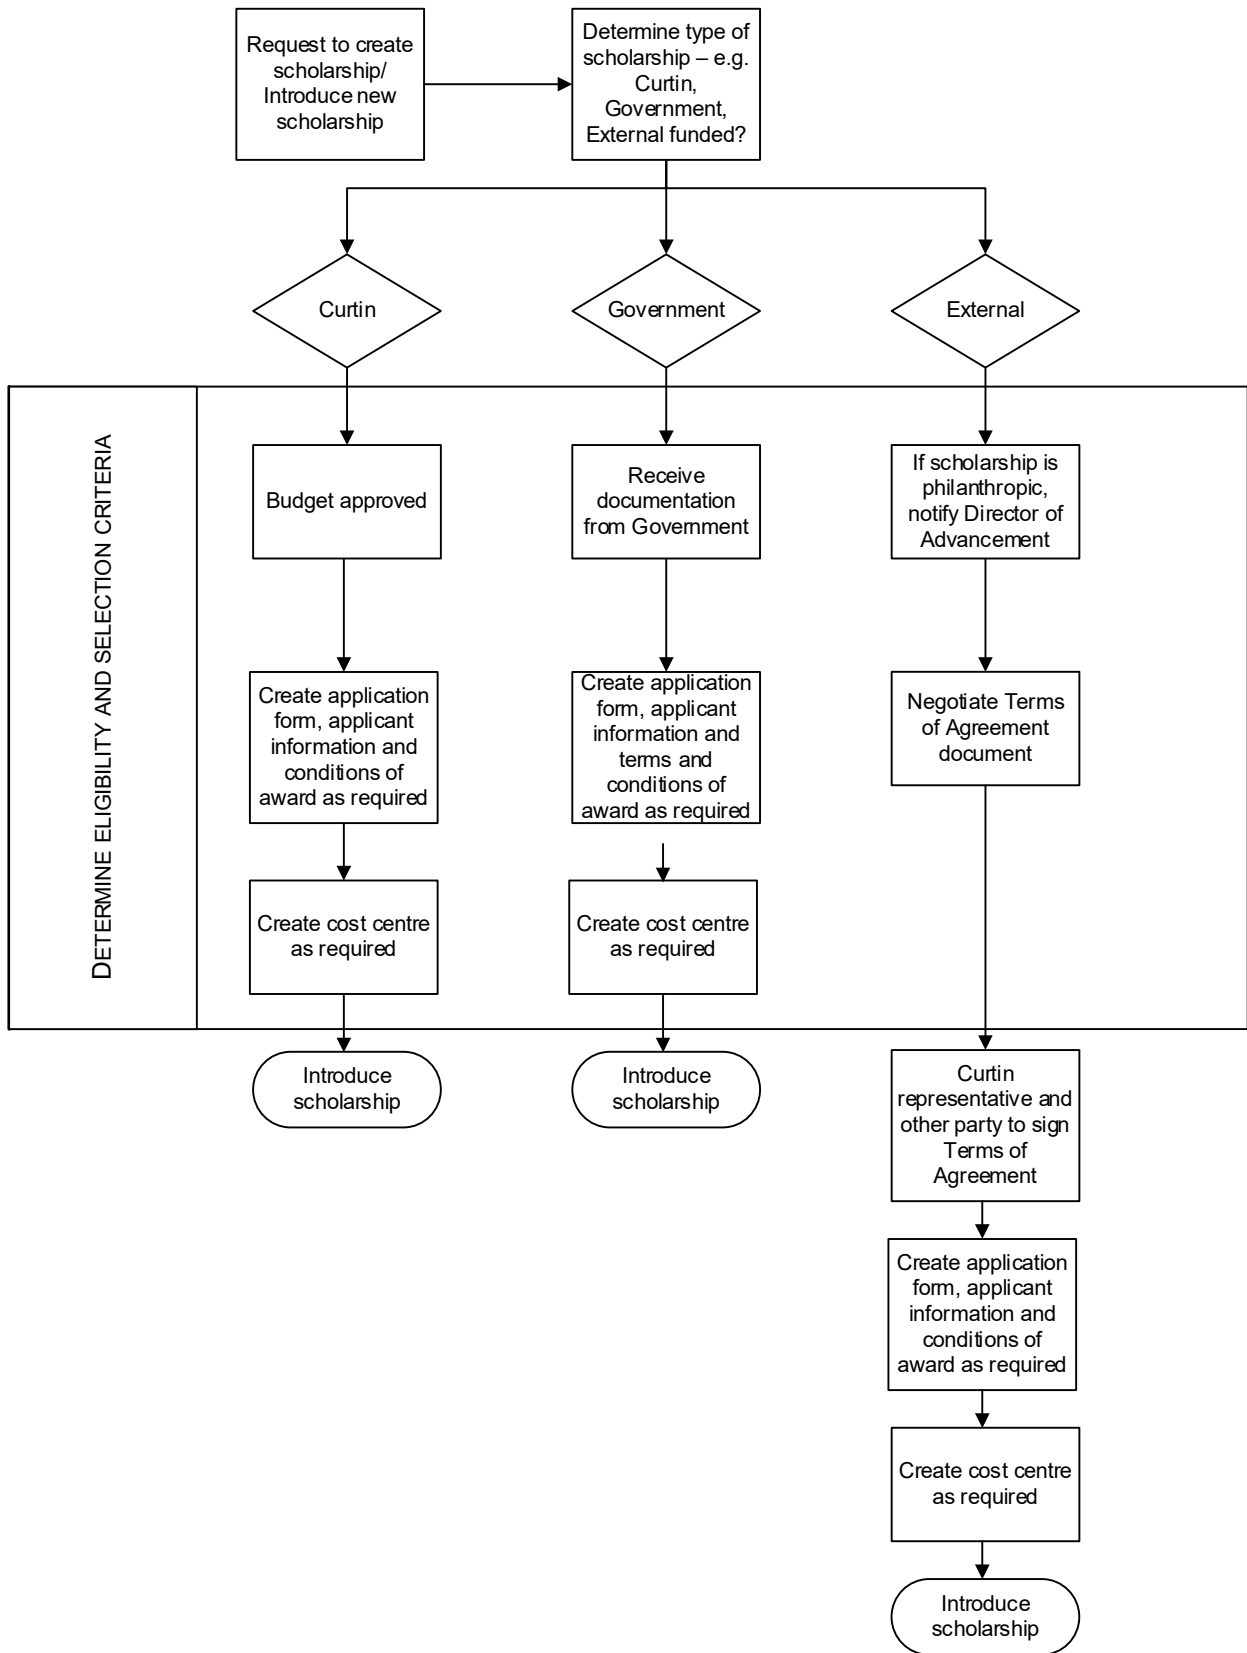 Request to create
scholarship/
Introduce new
scholarship
Determine type of
scholarship – e.g.
Curtin,
Government,
External funded?
Curtin
Government
External
DETERMINE ELIGIBILITY AND SELECTION CRITERIA
Budget approved
Receive
documentation
from Government
If scholarship is
philanthropic,
notify Director of
Advancement
Create application
form, applicant
information and
conditions of
award as required
Create application
form, applicant
information and
terms and
conditions of
award as required
Negotiate Terms
of Agreement
document
Create cost centre
as required
Create cost centre
as required
Introduce
scholarship
Introduce
scholarship
Curtin
representative and
other party to sign
Terms of
Agreement
Create application
form, applicant
information and
conditions of
award as required
Create cost centre
as required
Introduce
scholarship